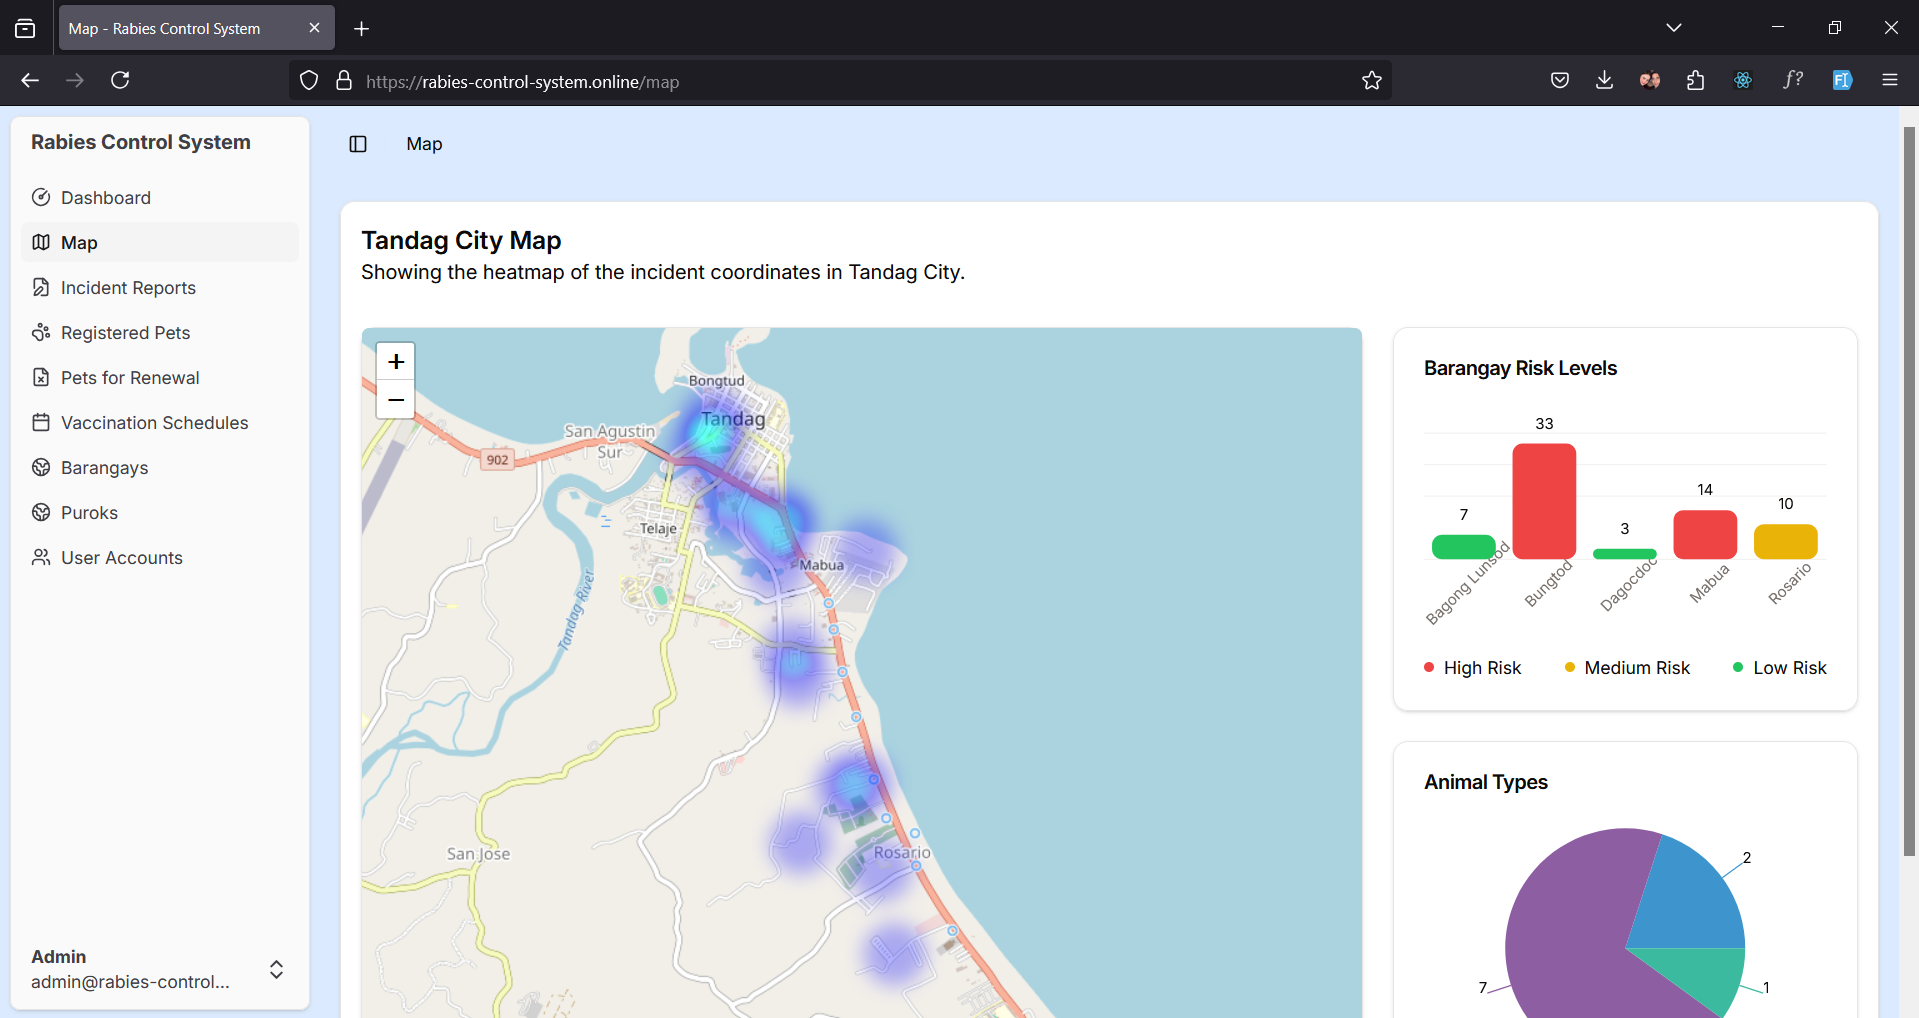 Map - Rabies Control System
https://rabies-control-system.online/map
Rabies Control System
Dashboard
Map
Incident Reports
Registered Pets
Pets for Renewal
Vaccination Schedules
Barangays
Puroks
User Accounts
Admin
admin@rabies-control...
Map
Tandag City Map
Showing the heatmap of the incident coordinates in Tandag City.
+
−
Bongtud
Tandag
San Agustin
Sur
902
Telaje
Mabua
Tandag River
San Jose
Rosario
Barangay Risk Levels
33
14
10
7
3
Bagong Lunsod
Bungtod
Dagocdoc
Mabua
Rosario
High Risk
Medium Risk
Low Risk
Animal Types
2
7
1
f?
FI